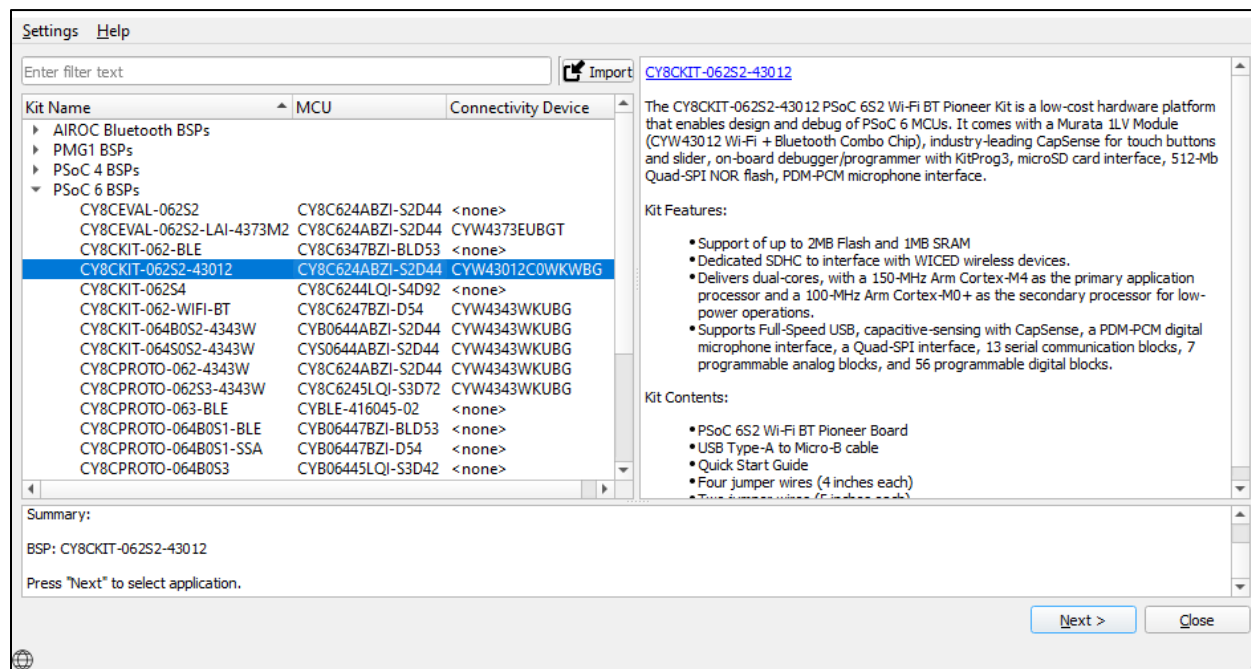 Settings Help
Enter filter text
Import
Kit Name MCU Connectivity Device
AIROC Bluetooth BSPs
PMG1 BSPs
PSoC 4 BSPs
PSoC 6 BSPs
CY8CEVAL-062S2 CY8C624ABZI-S2D44 <none>
CY8CEVAL-062S2-LAI-4373M2 CY8C624ABZI-S2D44 CYW4373EUBGT
CY8CKIT-062-BLE CY8C6347BZI-BLD53 <none>
CY8CKIT-062S2-43012 CY8C624ABZI-S2D44 CYW43012C0WKWBG
CY8CKIT-062S4 CY8C6244LQI-S4D92 <none>
CY8CKIT-062-WIFI-BT CY8C6247BZI-D54 CYW4343WKUBG
CY8CKIT-064B0S2-4343W CYB0644ABZI-S2D44 CYW4343WKUBG
CY8CKIT-064S0S2-4343W CYS0644ABZI-S2D44 CYW4343WKUBG
CY8CPROTO-062-4343W CY8C624ABZI-S2D44 CYW4343WKUBG
CY8CPROTO-062S3-4343W CY8C6245LQI-S3D72 CYW4343WKUBG
CY8CPROTO-063-BLE CYBLE-416045-02 <none>
CY8CPROTO-064B0S1-BLE CYB06447BZI-BLD53 <none>
CY8CPROTO-064B0S1-SSA CYB06447BZI-D54 <none>
CY8CPROTO-064B0S3 CYB06445LQI-S3D42 <none>
CY8CKIT-062S2-43012
The CY8CKIT-062S2-43012 PSoC 6S2 Wi-Fi BT Pioneer Kit is a low-cost hardware platform
that enables design and debug of PSoC 6 MCUs. It comes with a Murata 1LV Module
(CYW43012 Wi-Fi + Bluetooth Combo Chip), industry-leading CapSense for touch buttons
and slider, on-board debugger/programmer with KitProg3, microSD card interface, 512-Mb
Quad-SPI NOR flash, PDM-PCM microphone interface.
Kit Features:
•Support of up to 2MB Flash and 1MB SRAM
•Dedicated SDHC to interface with WICED wireless devices.
•Delivers dual-cores, with a 150-MHz Arm Cortex-M4 as the primary application
processor and a 100-MHz Arm Cortex-M0+ as the secondary processor for low-
power operations.
•Supports Full-Speed USB, capacitive-sensing with CapSense, a PDM-PCM digital
microphone interface, a Quad-SPI interface, 13 serial communication blocks, 7
programmable analog blocks, and 56 programmable digital blocks.
Kit Contents:
•PSoC 6S2 Wi-Fi BT Pioneer Board
•USB Type-A to Micro-B cable
•Quick Start Guide
•Four jumper wires (4 inches each)
•Two jumper wires (5 inches each)
Summary:
BSP: CY8CKIT-062S2-43012
Press "Next" to select application.
Next > Close